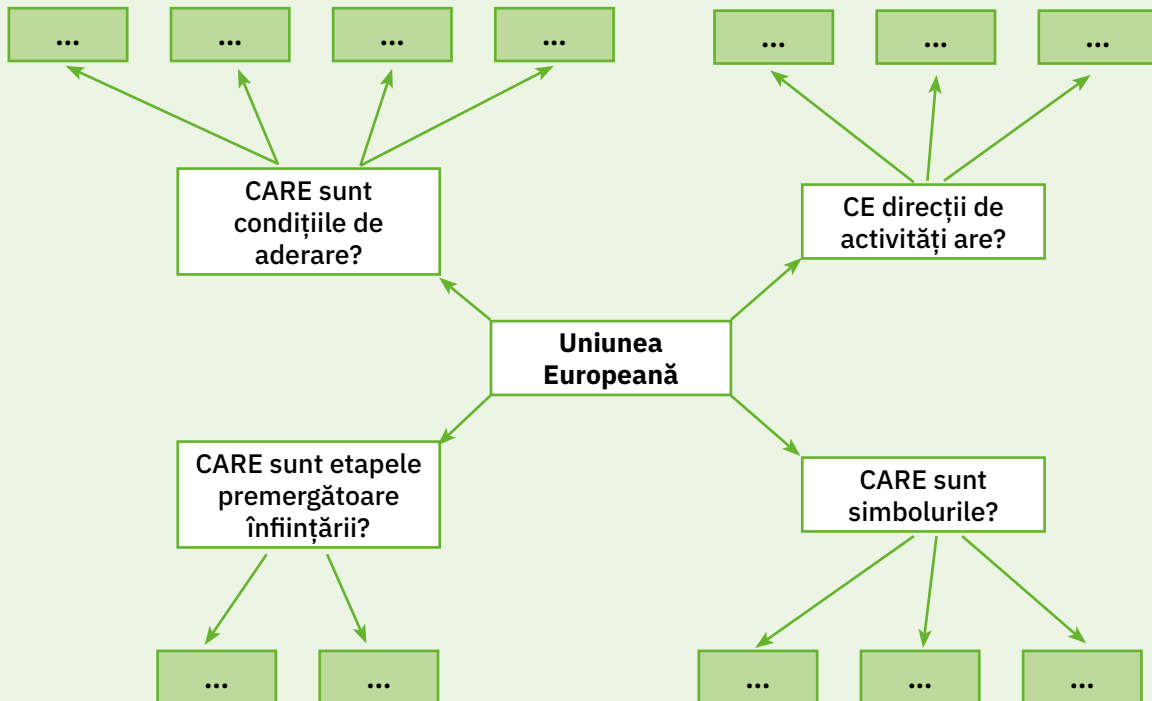 ...
...
...
...
...
...
...
CARE sunt
condițiile de
aderare?
CE direcții de
activități are?
Uniunea
Europeană
CARE sunt etapele
premergătoare
înființării?
CARE sunt
simbolurile?
...
...
...
...
...